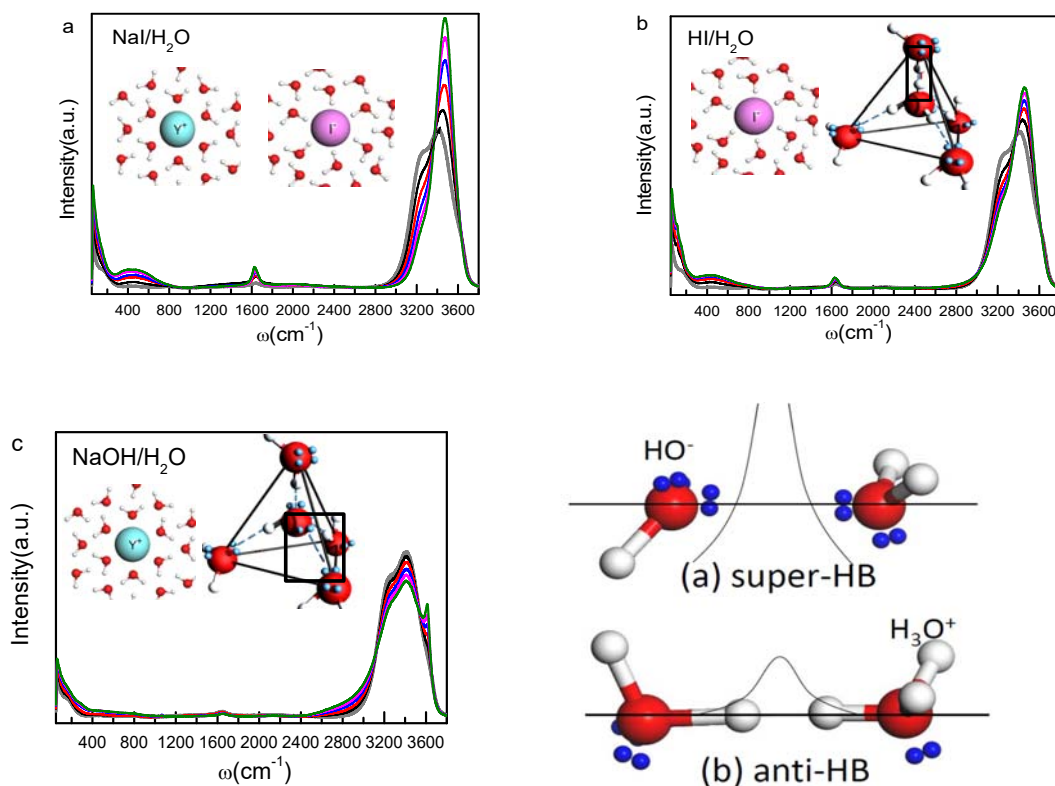 a
NaI/H₂O
Y⁺
I⁻
Intensity(a.u.)
400 800 1200 1600 2000 2400 2800 3200 3600
ω(cm⁻¹)
b
HI/H₂O
I⁻
Intensity(a.u.)
400 800 1200 1600 2000 2400 2800 3200 3600
ω(cm⁻¹)
c
NaOH/H₂O
Y⁺
Intensity(a.u.)
400 800 1200 1600 2000 2400 2800 3200 3600
ω(cm⁻¹)
HO⁻
(a) super-HB
H₃O⁺
(b) anti-HB